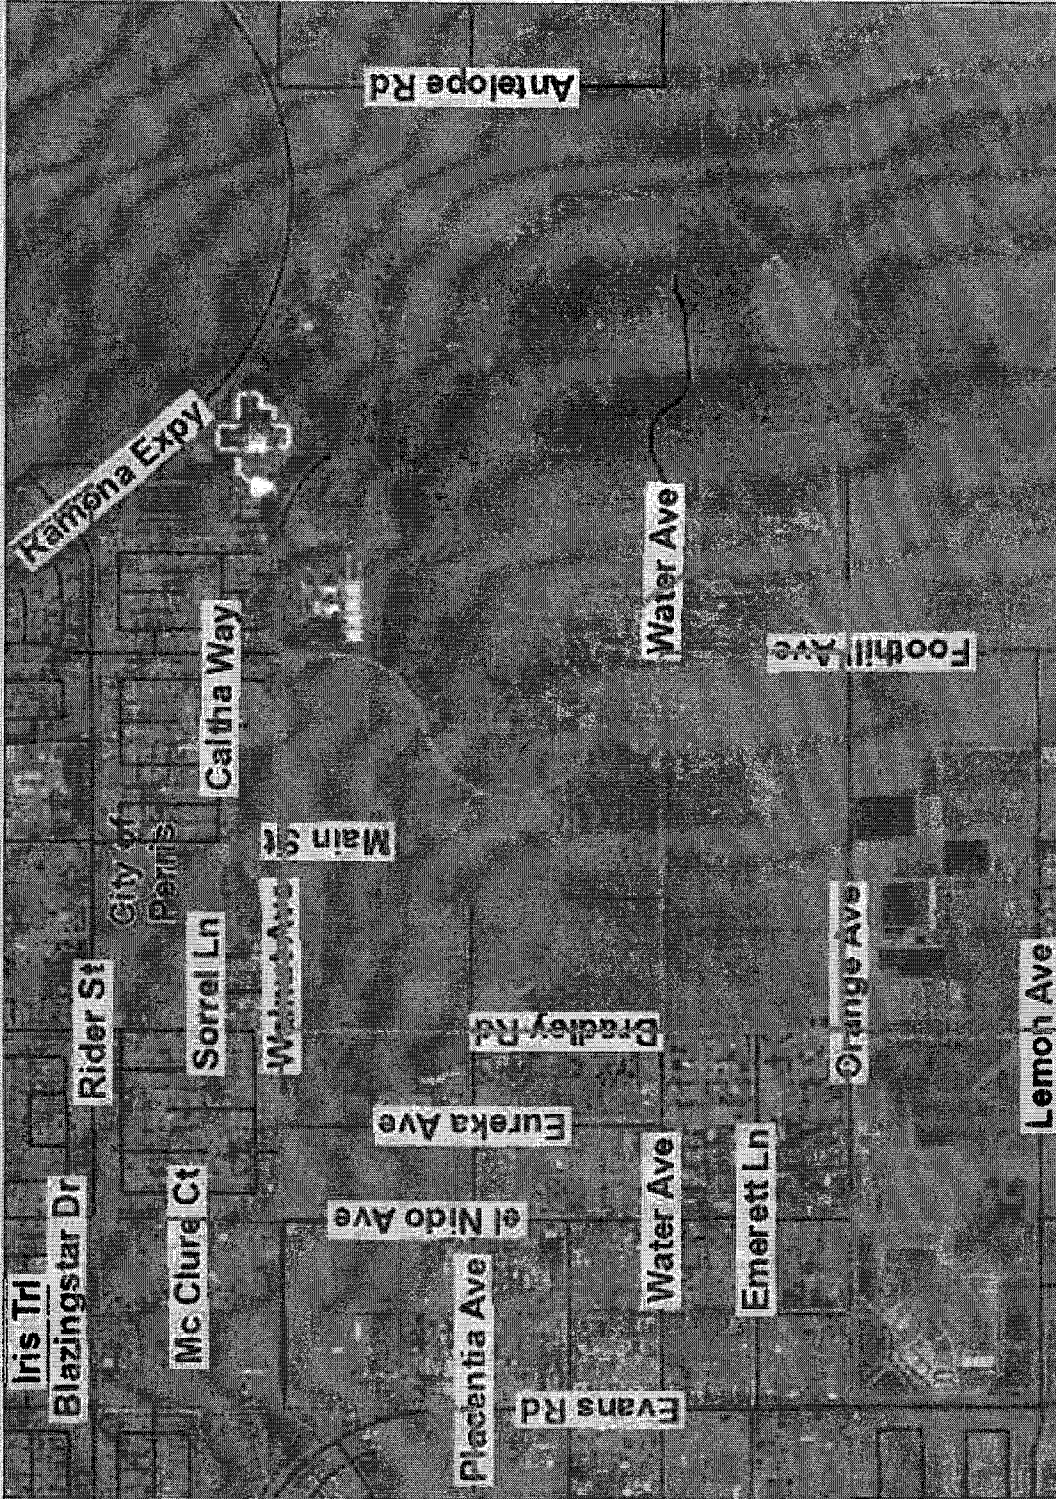 Antelope Rd
Ramona Expy
Caltha Way
Water Ave
Foothill Ave
Main St
City of
Perris
Sorrel Ln
Walnut Ave
Rider St
Bradley Rd
Orange Ave
Lemon Ave
Eureka Ave
el Nido Ave
Water Ave
Emerett Ln
Mc Clure Ct
Iris Trl
Blazingstar Dr
Placentia Ave
Evans Rd